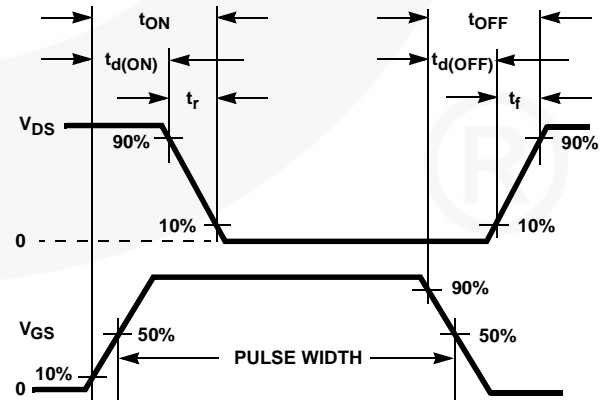 tON
tOFF
td(ON)
td(OFF)
tr
tf
VDS
90%
90%
10%
10%
0
90%
VGS
50%
50%
PULSE WIDTH
10%
0
®